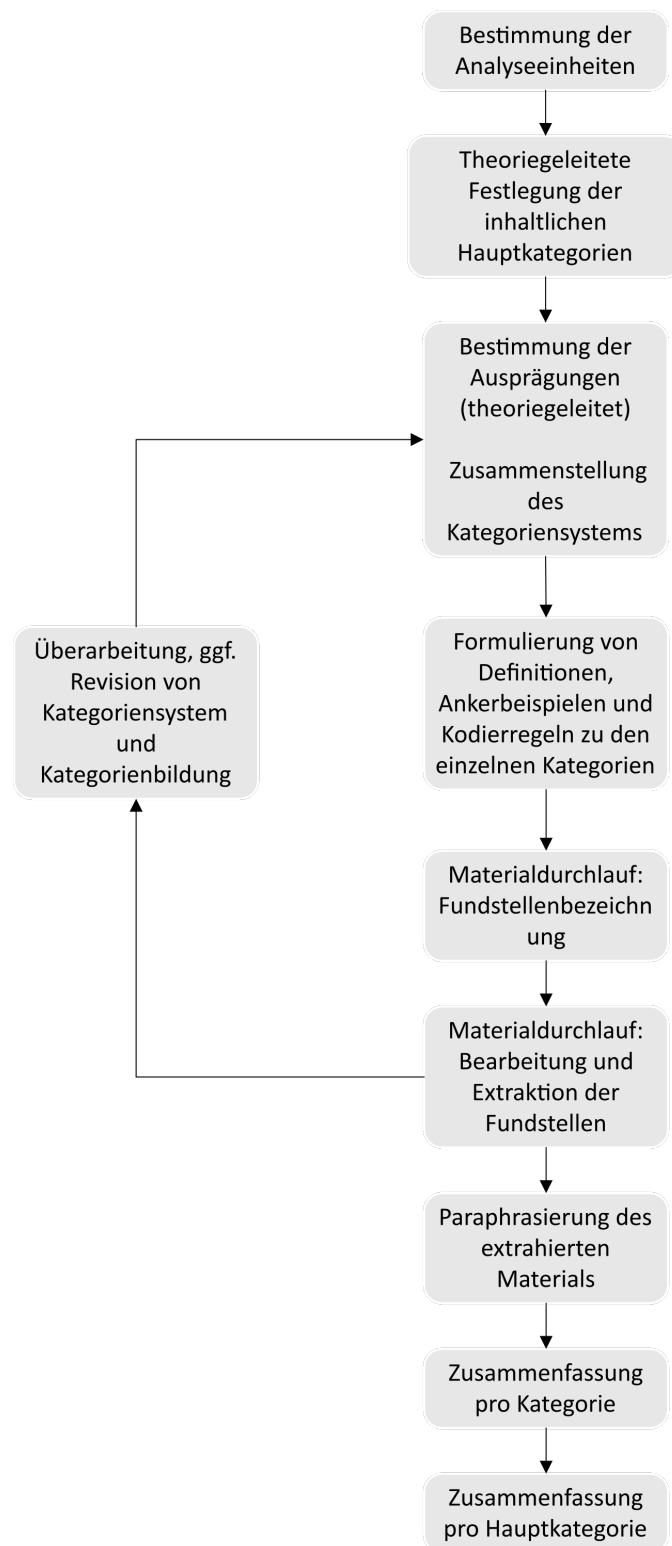 Bestimmung der
Analyseeinheiten
Theoriegeleitete
Festlegung der
inhaltlichen
Hauptkategorien
Bestimmung der
Ausprägungen
(theoriegeleitet)
Zusammenstellung
des
Kategoriensystems
Überarbeitung, ggf.
Revision von
Kategoriensystem
und
Kategorienbildung
Formulierung von
Definitionen,
Ankerbeispielen und
Kodierregeln zu den
einzelnen Kategorien
Materialdurchlauf:
Fundstellenbezeichn
ung
Materialdurchlauf:
Bearbeitung und
Extraktion der
Fundstellen
Paraphrasierung des
extrahierten
Materials
Zusammenfassung
pro Kategorie
Zusammenfassung
pro Hauptkategorie